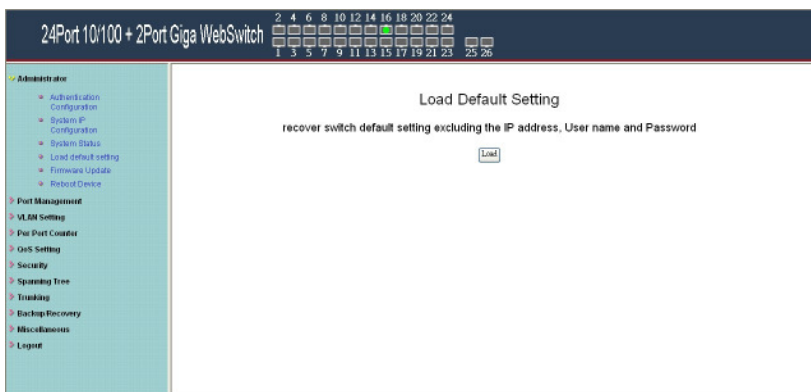 24Port 10/100 + 2Port Giga WebSwitch
2 4 6 8 10 12 14 16 18 20 22 24
1 3 5 7 9 11 13 15 17 19 21 23 25 26
Administrator
Authentication
Configuration
System IP
Configuration
System Status
Load default setting
Firmware Update
Reboot Device
Port Management
VLAN Setting
Per Port Counter
QoS Setting
Security
Spanning Tree
Trunking
Backup Recovery
Miscellaneous
Logout
Load Default Setting
recover switch default setting excluding the IP address, User name and Password
Load